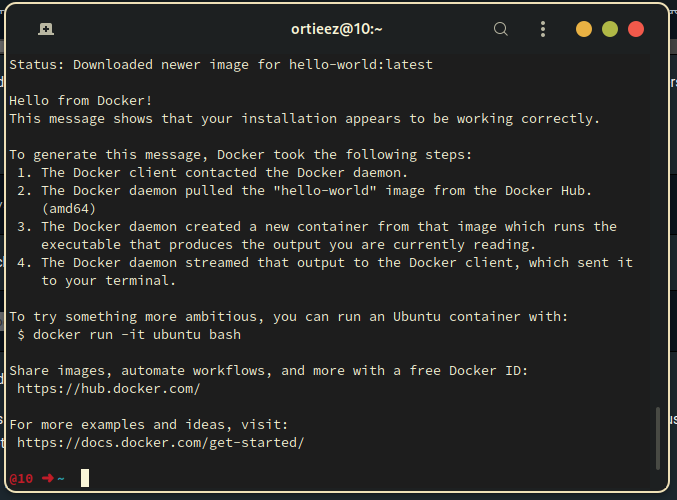 ortieez@10:~
Status: Downloaded newer image for hello-world:latest
Hello from Docker!
This message shows that your installation appears to be working correctly.
To generate this message, Docker took the following steps:
1. The Docker client contacted the Docker daemon.
2. The Docker daemon pulled the "hello-world" image from the Docker Hub.
(amd64)
3. The Docker daemon created a new container from that image which runs the
executable that produces the output you are currently reading.
4. The Docker daemon streamed that output to the Docker client, which sent it
to your terminal.
To try something more ambitious, you can run an Ubuntu container with:
$ docker run -it ubuntu bash
Share images, automate workflows, and more with a free Docker ID:
https://hub.docker.com/
For more examples and ideas, visit:
https://docs.docker.com/get-started/
@10 ➜ ~